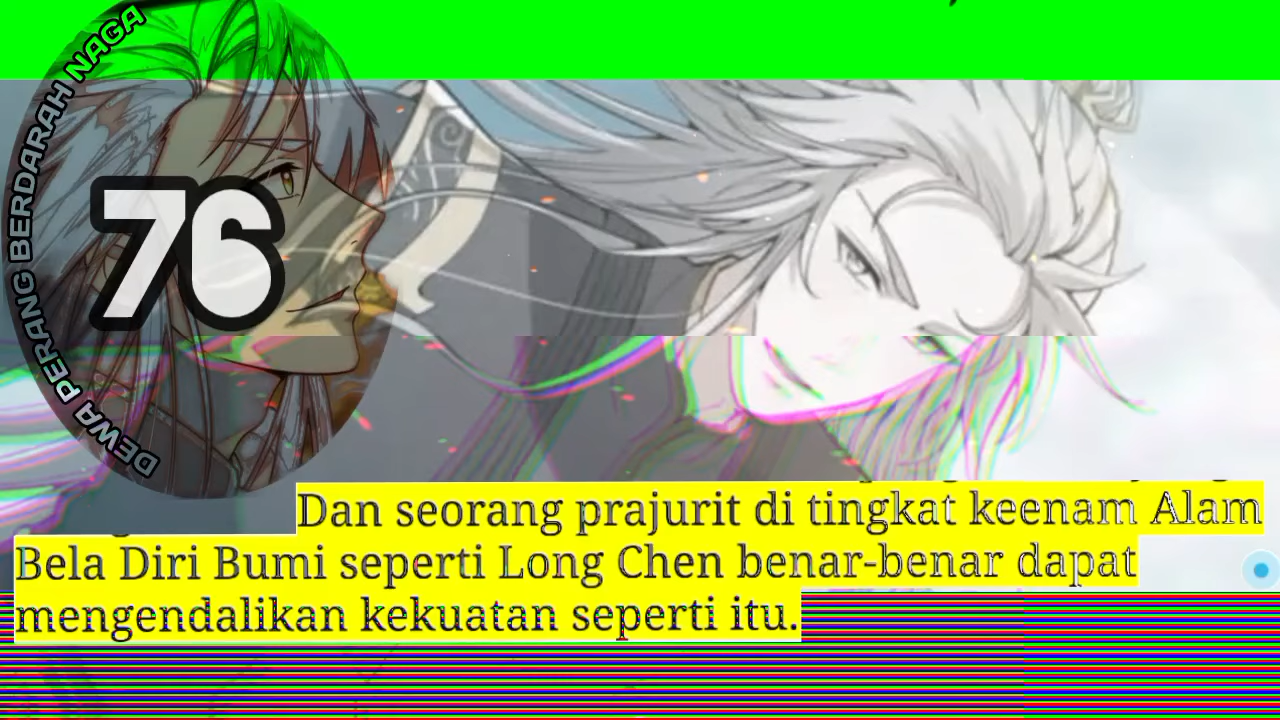 DEWA PERANG BERDARAH NAGA
76
Dan seorang prajurit di tingkat keenam Alam
Bela Diri Bumi seperti Long Chen benar-benar dapat
mengendalikan kekuatan seperti itu.